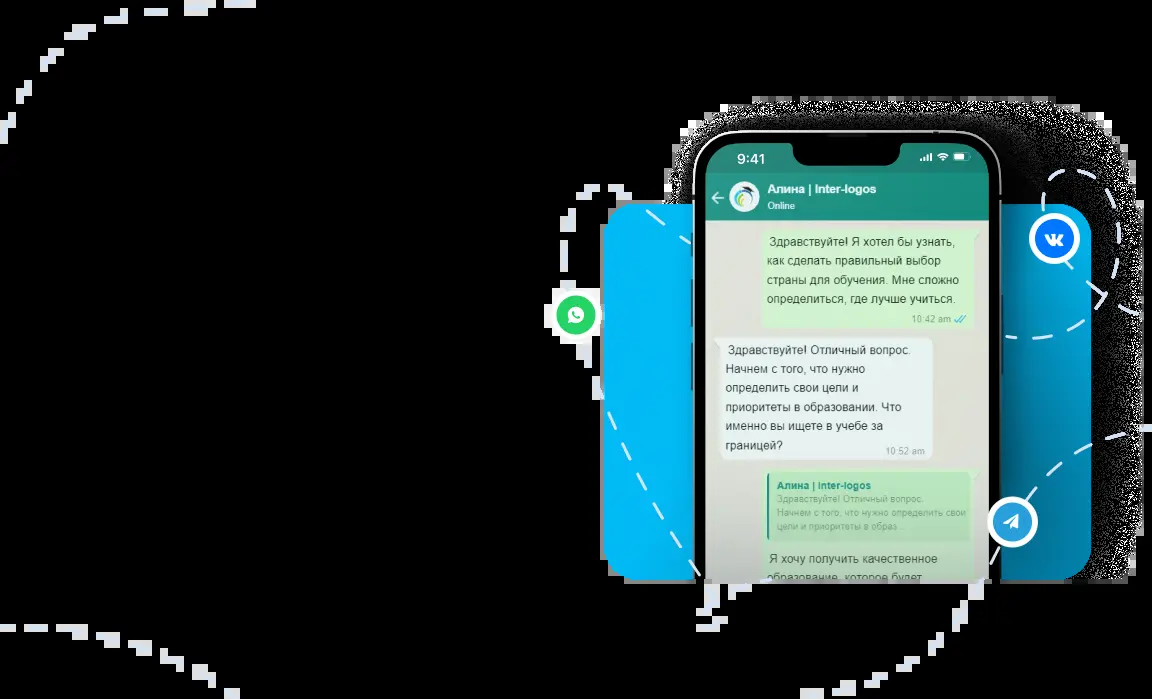 9:41
Алина | Inter-logos
Online
Здравствуйте! Я хотел бы узнать,
как сделать правильный выбор
страны для обучения. Мне сложно
определиться, где лучше учиться.
10:42 am
Здравствуйте! Отличный вопрос.
Начнем с того, что нужно
определить свои цели и
приоритеты в образовании. Что
именно вы ищете в учебе за
границей?
10:52 am
Алина | Inter-logos
Здравствуйте! Отличный вопрос.
Начнем с того, что нужно определить свои
цели и приоритеты в образ...
Я хочу получить качественное
образование, которое будет